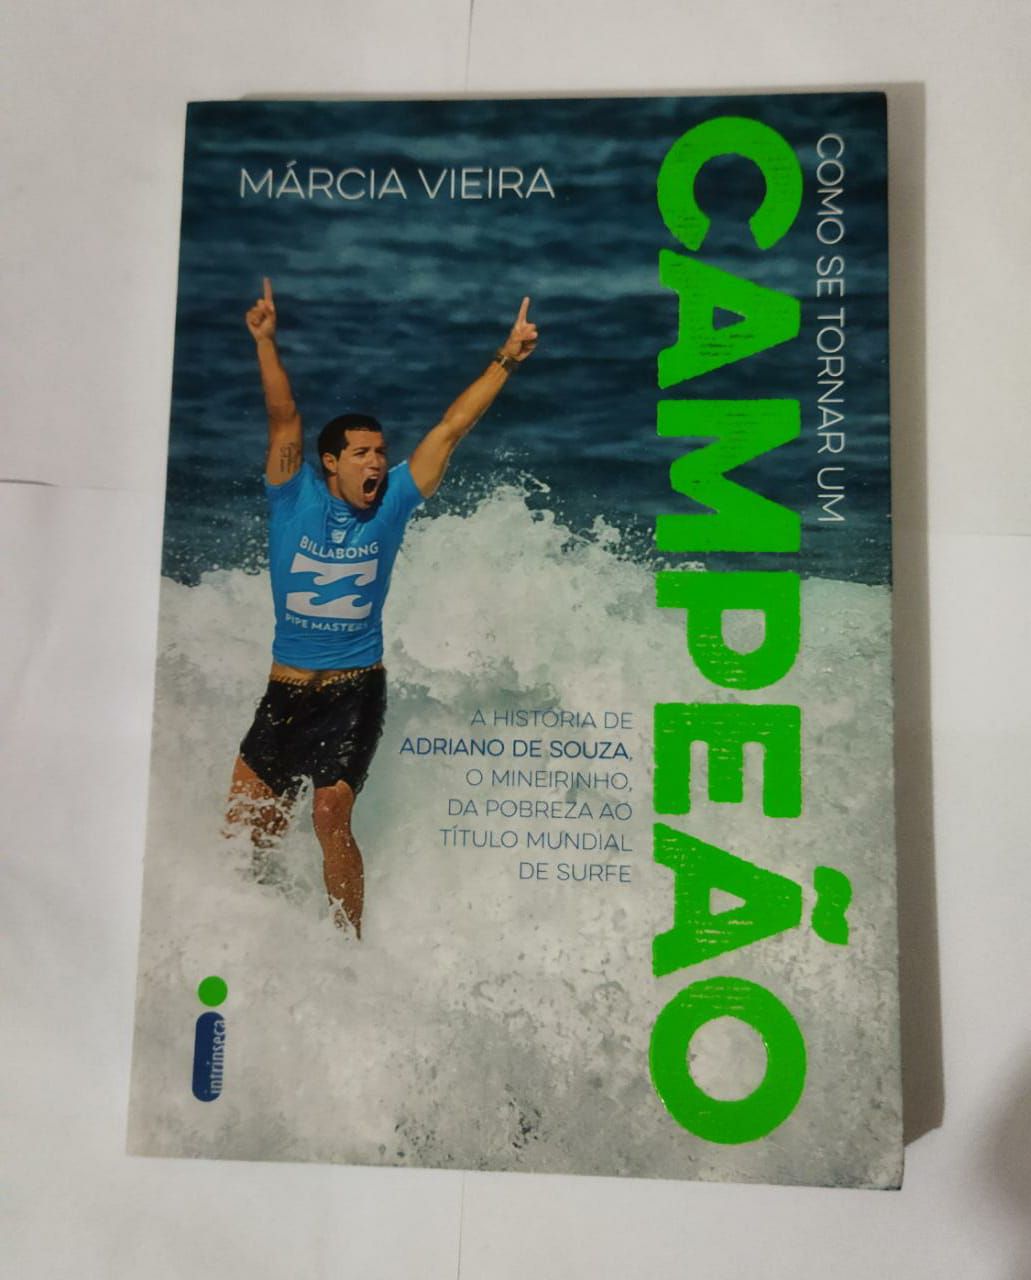 MÁRCIA VIEIRA
COMO SE TORNAR UM
CAMPEÃO
BILLABONG
PIPE MASTERS
A HISTÓRIA DE
ADRIANO DE SOUZA,
O MINEIRINHO,
DA POBREZA AO
TÍTULO MUNDIAL
DE SURFE
intrínseca